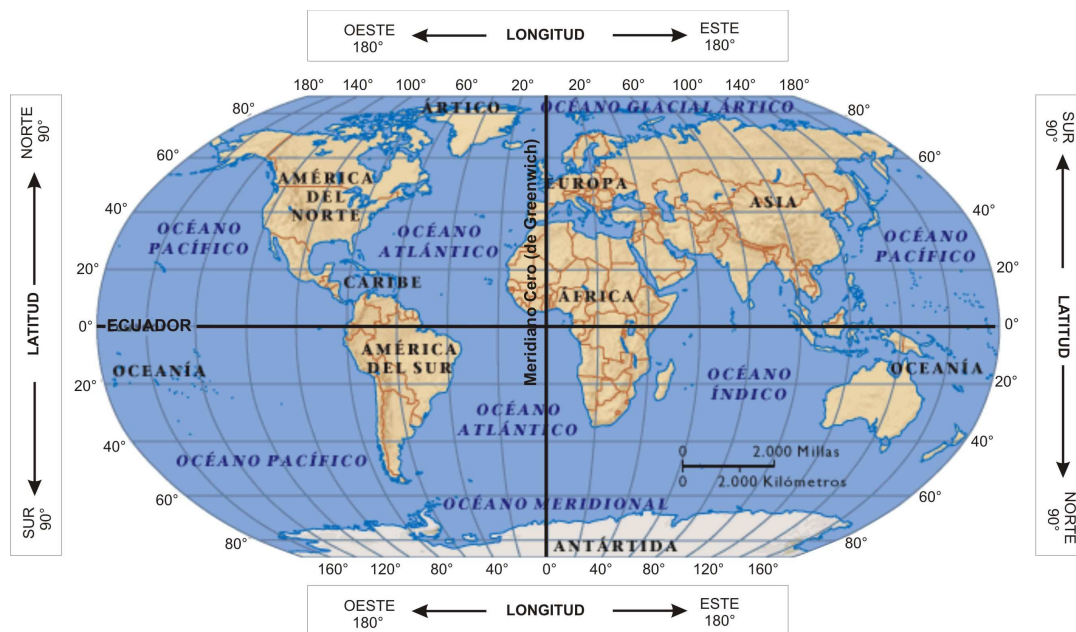 OESTE
180°
LONGITUD
ESTE
180°
180° 140° 100° 60° 20° 20° 60° 100° 140° 180°
NORTE
90°
LATITUD
SUR
90°
SUR
90°
LATITUD
NORTE
90°
80°
80°
ÁRTICO
OCÉANO GLACIAL ÁRTICO
60°
60°
AMÉRICA
DEL
NORTE
EUROPA
ASIA
Meridiano Cero (de Greenwich)
40°
40°
OCÉANO
PACÍFICO
OCÉANO
ATLÁNTICO
OCÉANO
PACÍFICO
20°
20°
CARIBE
ÁFRICA
0°
ECUADOR
0°
AMÉRICA
DEL SUR
OCEANÍA
OCEANÍA
20°
20°
OCÉANO
ÍNDICO
OCÉANO
ATLÁNTICO
40°
40°
OCÉANO PACÍFICO
0 2.000 Millas
0 2.000 Kilómetros
60°
60°
OCÉANO MERIDIONAL
80°
80°
ANTÁRTIDA
160° 120° 80° 40° 0° 40° 80° 120° 160°
OESTE
180°
LONGITUD
ESTE
180°